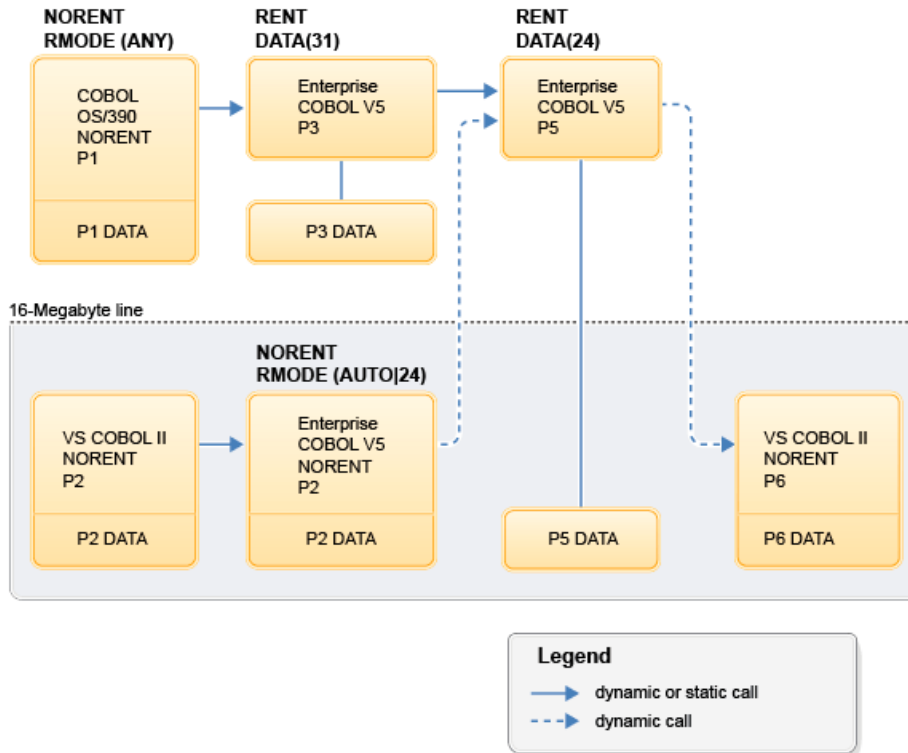 NORENT
RMODE (ANY)
RENT
DATA(31)
RENT
DATA(24)
COBOL
OS/390
NORENT
P1
P1 DATA
Enterprise
COBOL V5
P3
P3 DATA
Enterprise
COBOL V5
P5
16-Megabyte line
NORENT
RMODE (AUTO|24)
VS COBOL II
NORENT
P2
P2 DATA
Enterprise
COBOL V5
NORENT
P2
P2 DATA
P5 DATA
VS COBOL II
NORENT
P6
P6 DATA
Legend
dynamic or static call
dynamic call